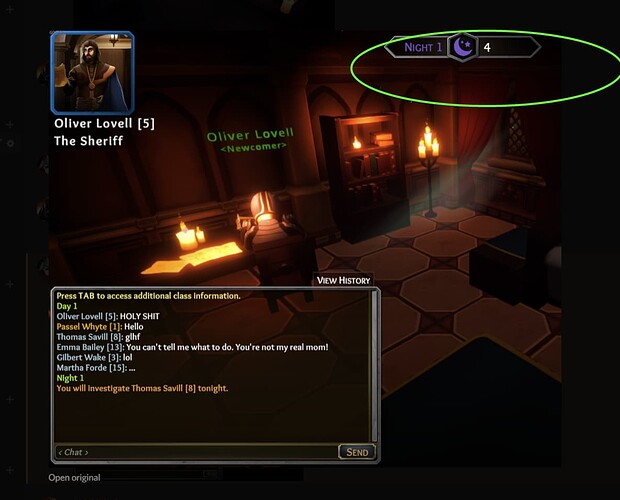 Night 1 4
Oliver Lovell [5]
The Sheriff
Oliver Lovell
<Newcomer>
View History
Press TAB to access additional class information.
Day 1
Oliver Lovell [5]: HOLY SHIT
Passel Whyte [1]: Hello
Thomas Savill [8]: glhf
Emma Bailey [13]: You can't tell me what to do. You're not my real mom!
Gilbert Wake [3]: lol
Martha Forde [15]: ...
Night 1
You will investigate Thomas Savill [8] tonight.
< Chat >
Send
Open original